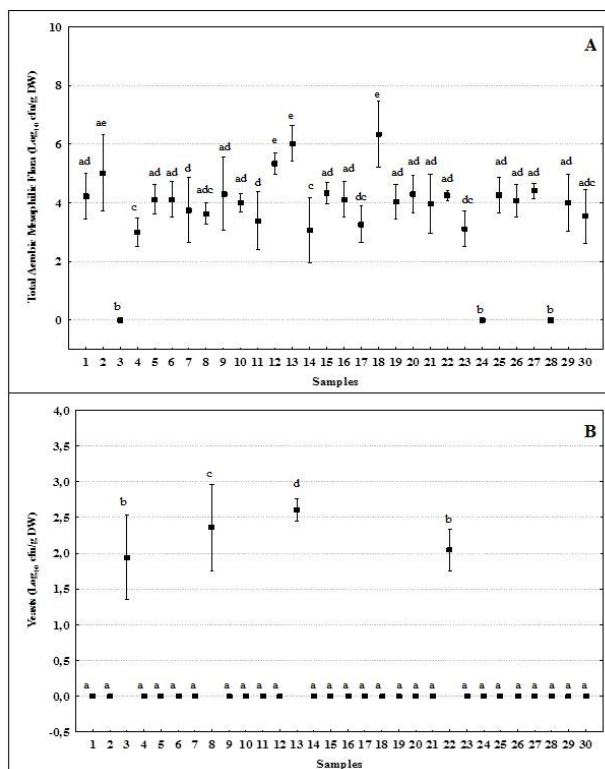 A
Total Aerobic Mesophilic Flora (Log10 cfu/g DW)
10
8
6
4
2
0
ad ae b c ad ad d adc ad ad d e e c ad ad dc e ad ad ad ad dc b ad ad ad b ad adc
1 2 3 4 5 6 7 8 9 10 11 12 13 14 15 16 17 18 19 20 21 22 23 24 25 26 27 28 29 30
Samples
B
Yeasts (Log10 cfu/g DW)
4,0
3,5
3,0
2,5
2,0
1,5
1,0
0,5
0,0
-0,5
b c d b
a a a a a a a a a a a a a a a a a a a a a a a a a a
1 2 3 4 5 6 7 8 9 10 11 12 13 14 15 16 17 18 19 20 21 22 23 24 25 26 27 28 29 30
Samples